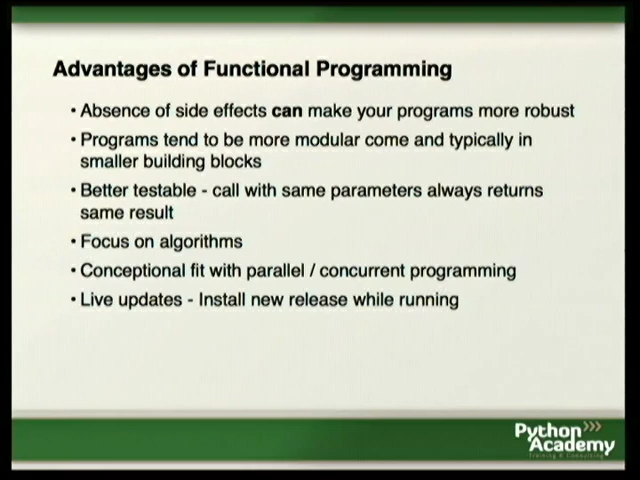 Advantages of Functional Programming
• Absence of side effects can make your programs more robust
• Programs tend to be more modular come and typically in
smaller building blocks
• Better testable - call with same parameters always returns
same result
• Focus on algorithms
• Conceptional fit with parallel / concurrent programming
• Live updates - Install new release while running
Python
Academy
Training & Consulting